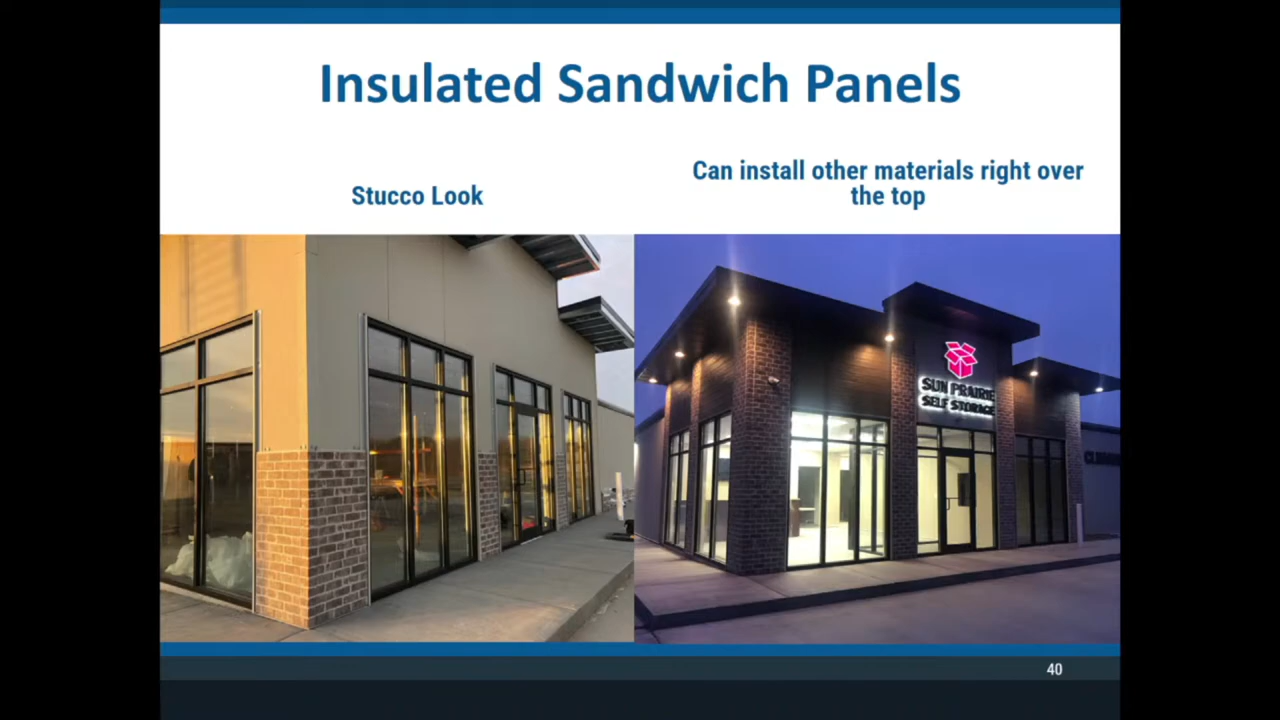 Insulated Sandwich Panels
Stucco Look
Can install other materials right over
the top
SUN PRAIRIE
SELF STORAGE
40